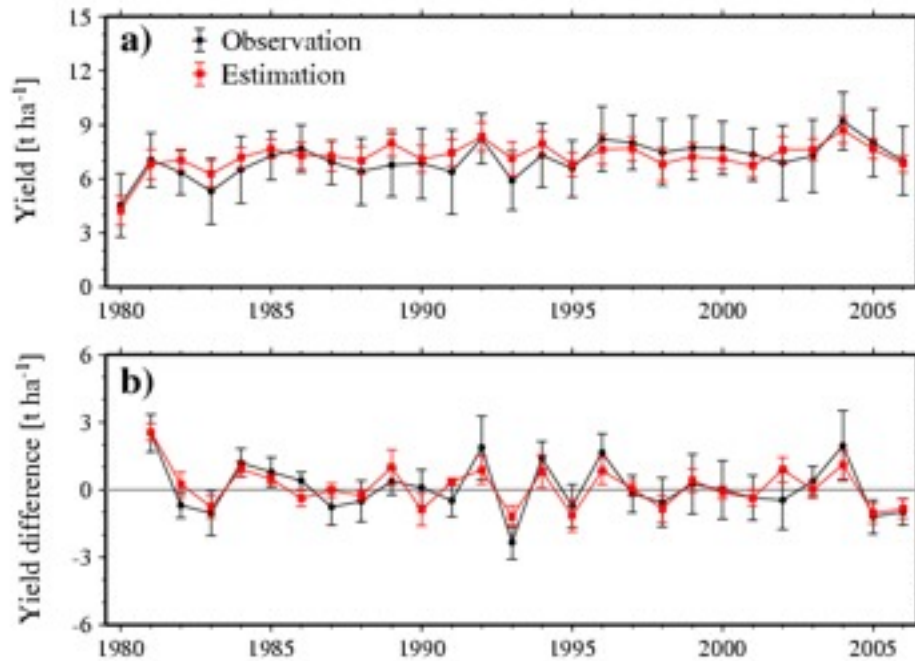 a)
Observation
Estimation
Yield [t ha⁻¹]
15
12
9
6
3
0
1980 1985 1990 1995 2000 2005
b)
Yield difference [t ha⁻¹]
6
3
0
-3
-6
1980 1985 1990 1995 2000 2005